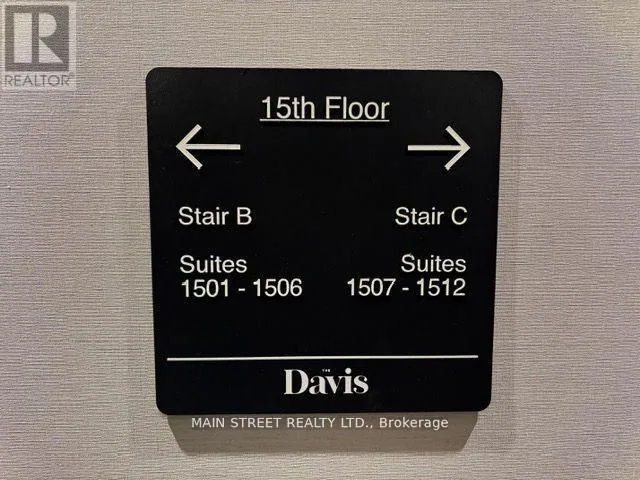 R
REALTOR®
15th Floor
← →
Stair B Stair C
Suites Suites
1501 - 1506 1507 - 1512
THE
Davis
MAIN STREET REALTY LTD., Brokerage